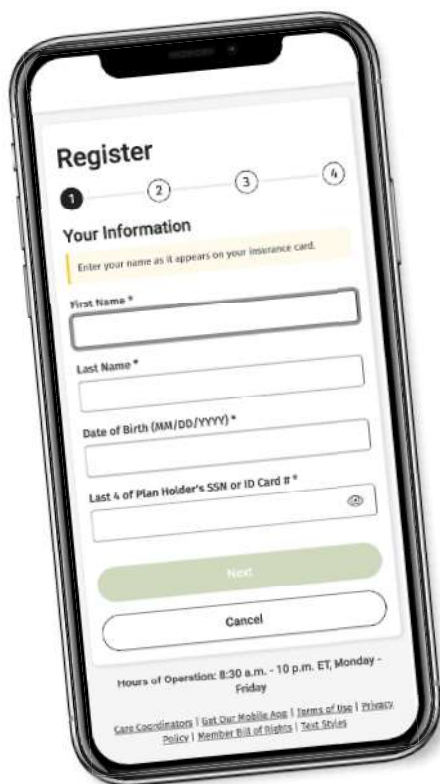 Register
1 2 3 4
Your Information
Enter your name as it appears on your insurance card.
First Name *
Last Name *
Date of Birth (MM/DD/YYYY) *
Last 4 of Plan Holder's SSN or ID Card # *
Next
Cancel
Hours of Operation: 8:30 a.m. - 10 p.m. ET, Monday -
Friday
Care Coordinators | Get Our Mobile App | Terms of Use | Privacy
Policy | Member Bill of Rights | Text Styles